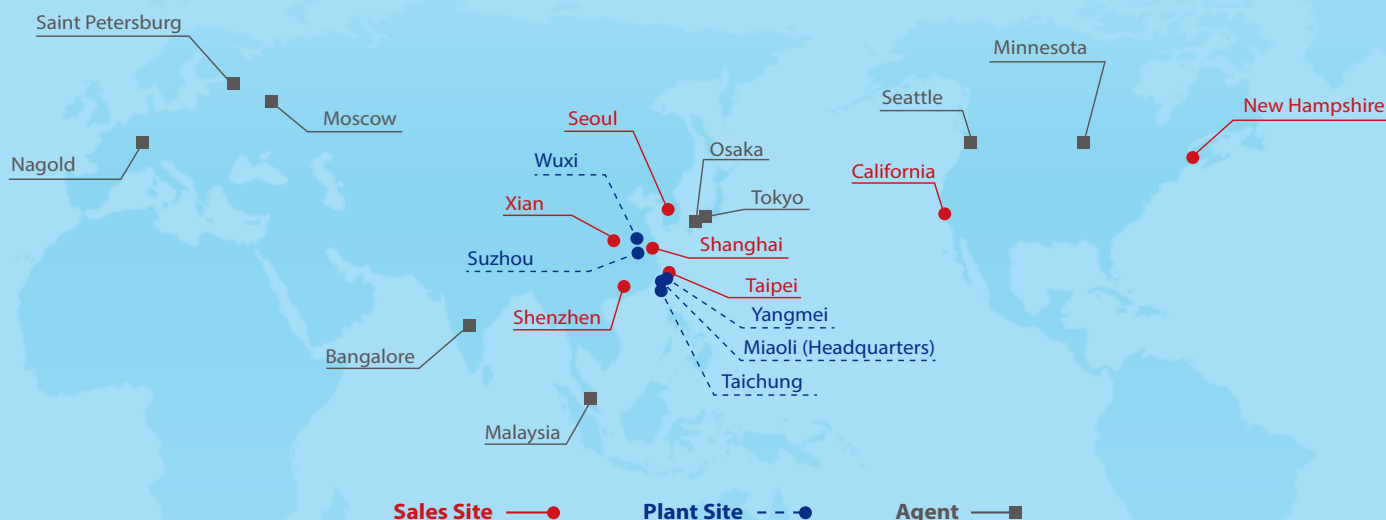 Saint Petersburg
Moscow
Nagold
Seoul
Wuxi
Osaka
Tokyo
Xian
Shanghai
Suzhou
Taipei
Shenzhen
Yangmei
Miaoli (Headquarters)
Taichung
Bangalore
Malaysia
Minnesota
Seattle
New Hampshire
California
Sales Site
Plant Site
Agent